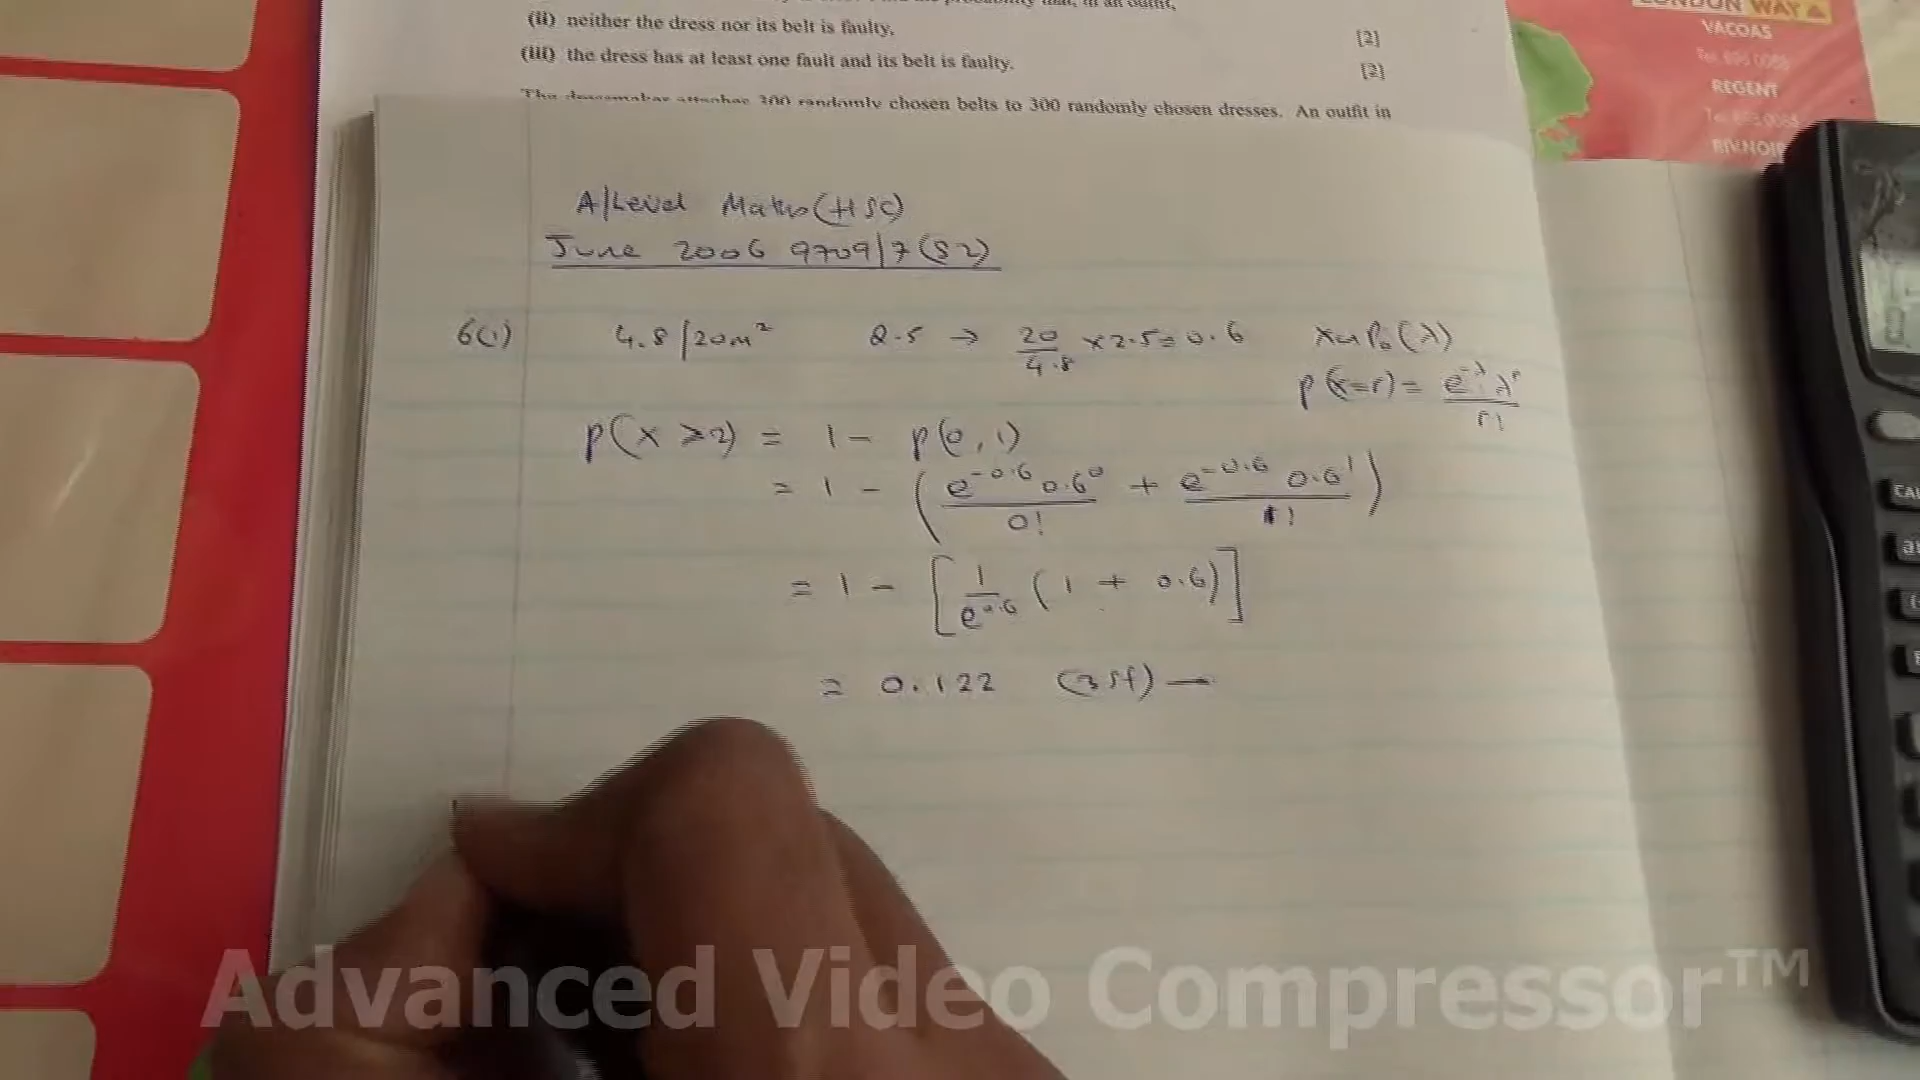 (ii) neither the dress nor its belt is faulty, [2]
(iii) the dress has at least one fault and its belt is faulty. [2]
300 randomly chosen belts to 300 randomly chosen dresses. An outfit in
LONDON WAY
VACOAS
REGENT
A/Level Maths (HSC)
June 2006 9709/7 (S2)
6(i) 4.8/20m² 2.5 → 20/4.8 × 2.5 = 0.6 X~Po(λ)
P(x=r) = e^-λ λ^r / r!
P(X ≥ 2) = 1 - P(0, 1)
= 1 - (e^-0.6 0.6^0 / 0! + e^-0.6 0.6^1 / 1!)
= 1 - [1/e^0.6 (1 + 0.6)]
= 0.122 (3sf) —
Advanced Video Compressor™